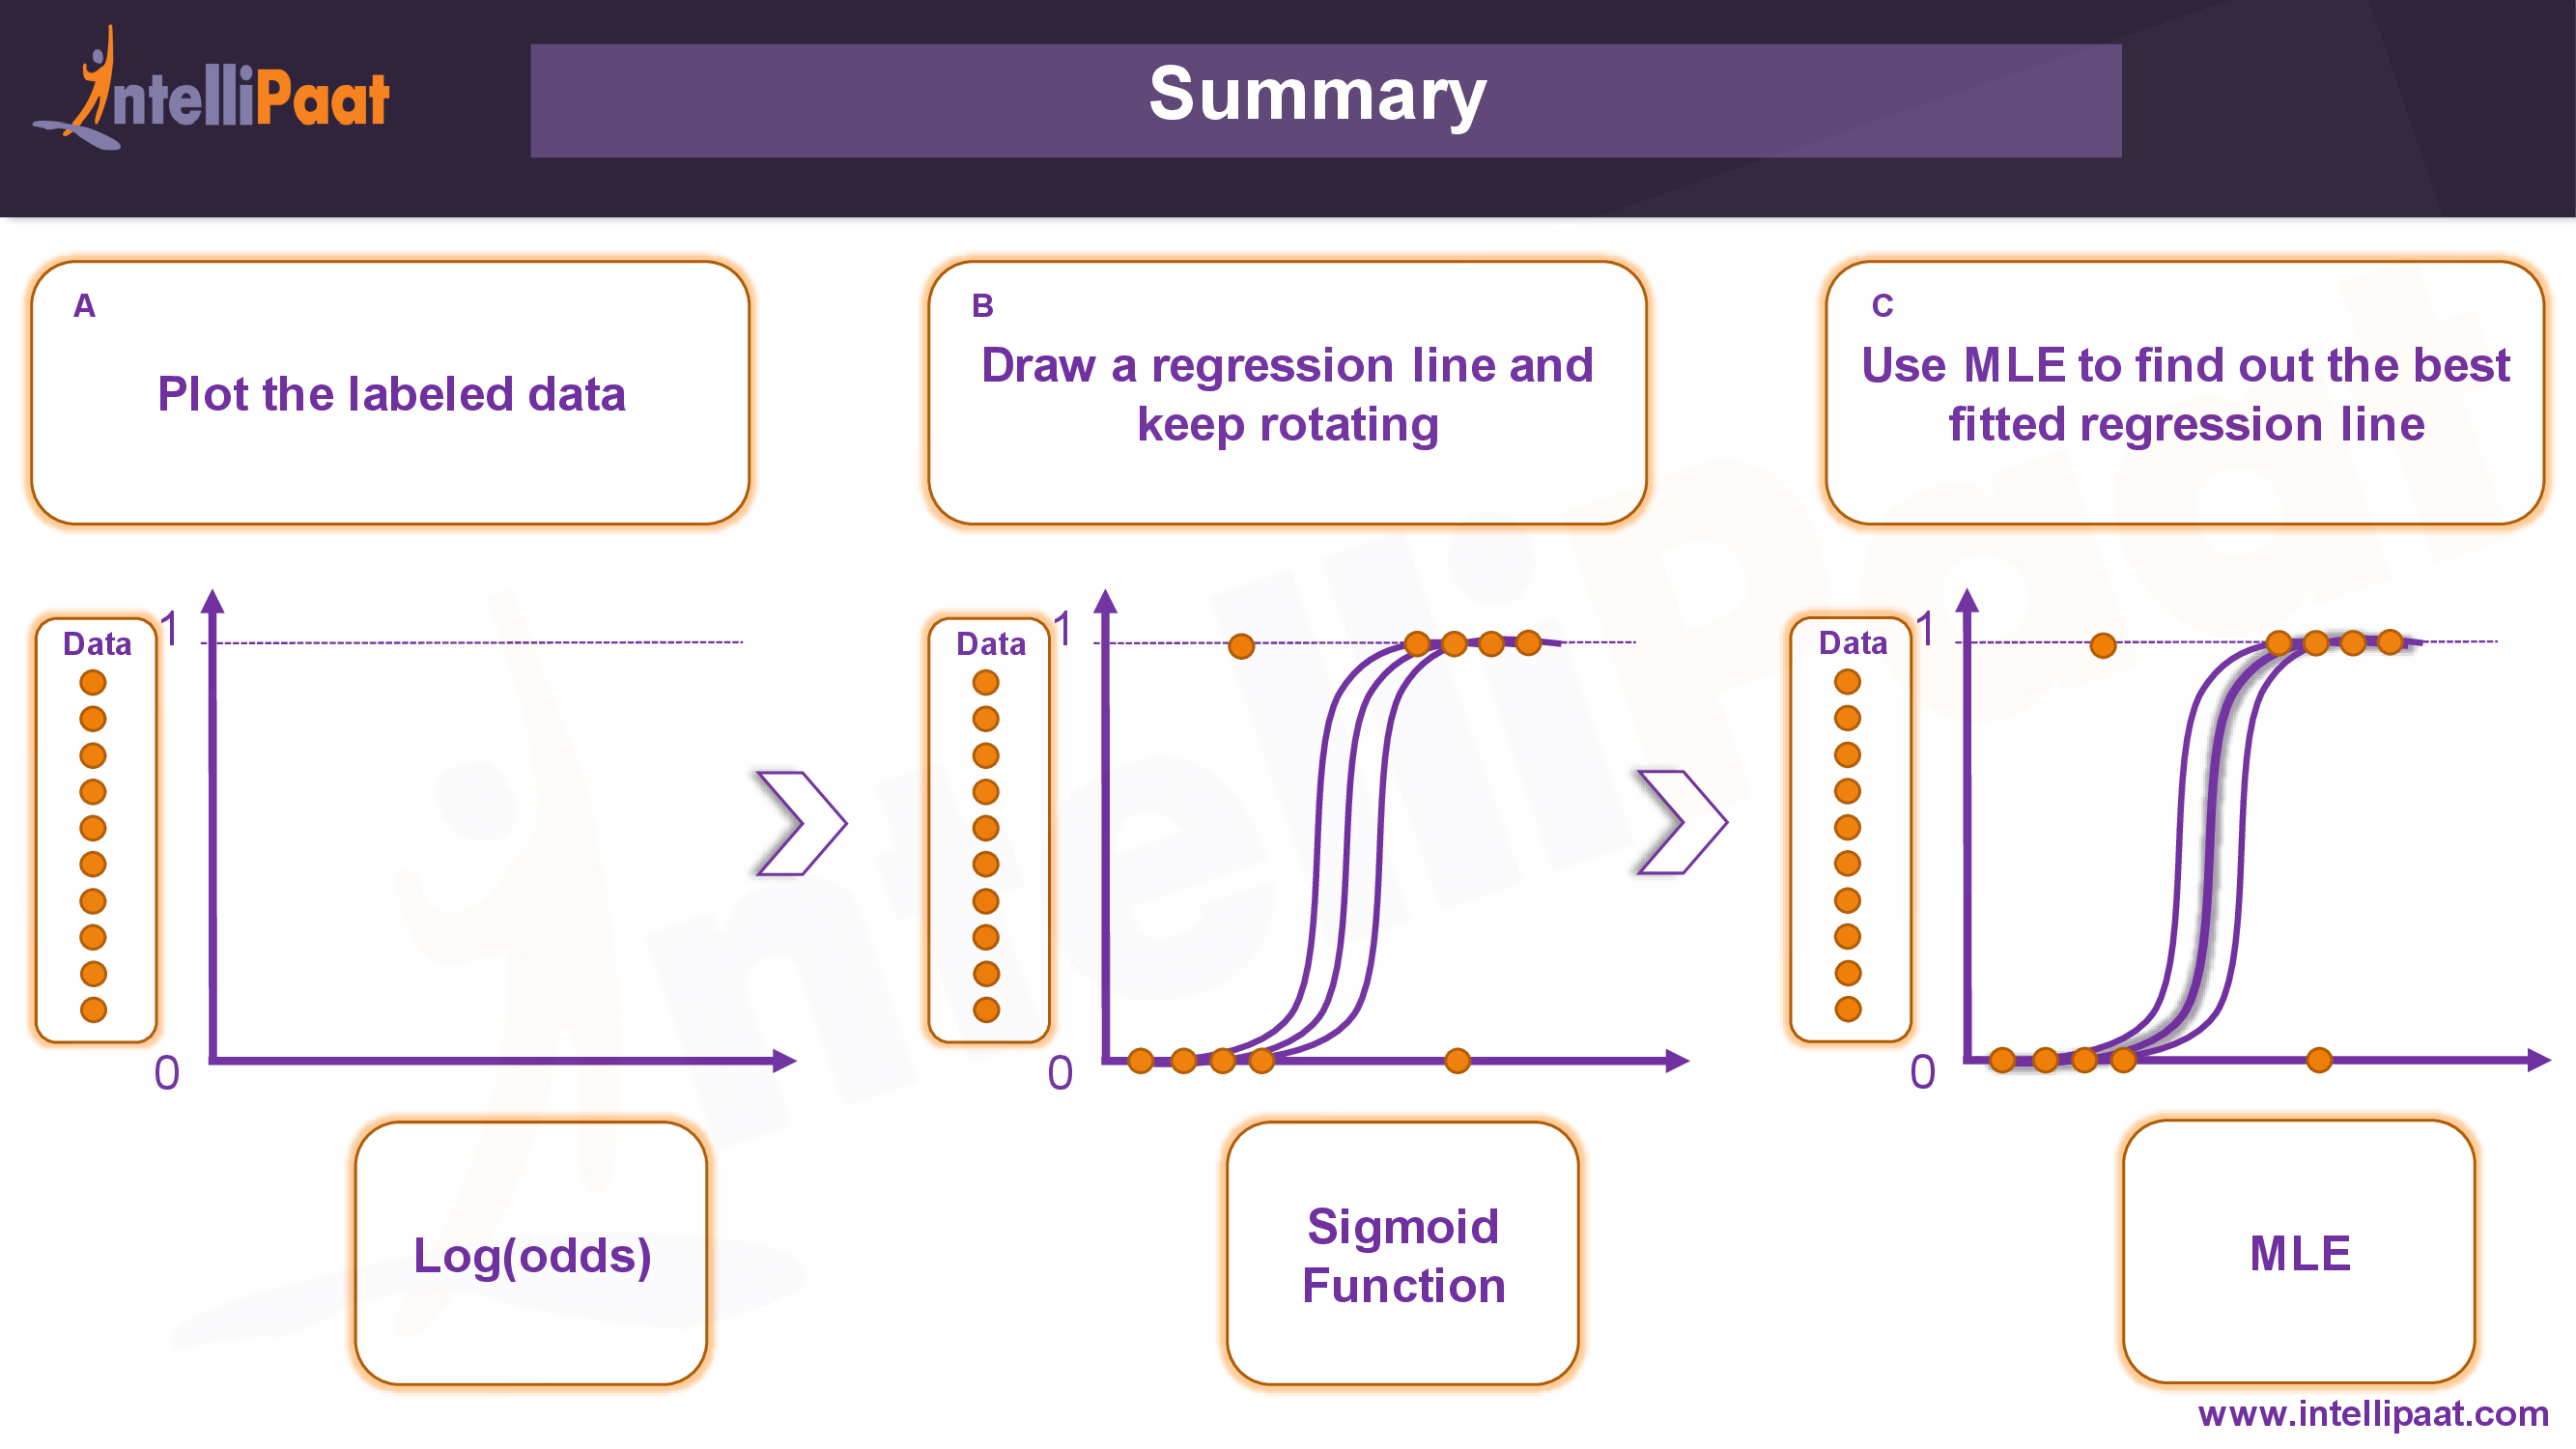 IntelliPaat
Summary
A
Plot the labeled data
B
Draw a regression line and
keep rotating
C
Use MLE to find out the best
fitted regression line
Data
1
0
Data
1
0
Data
1
0
Log(odds)
Sigmoid
Function
MLE
www.intellipaat.com
IntelliPaat